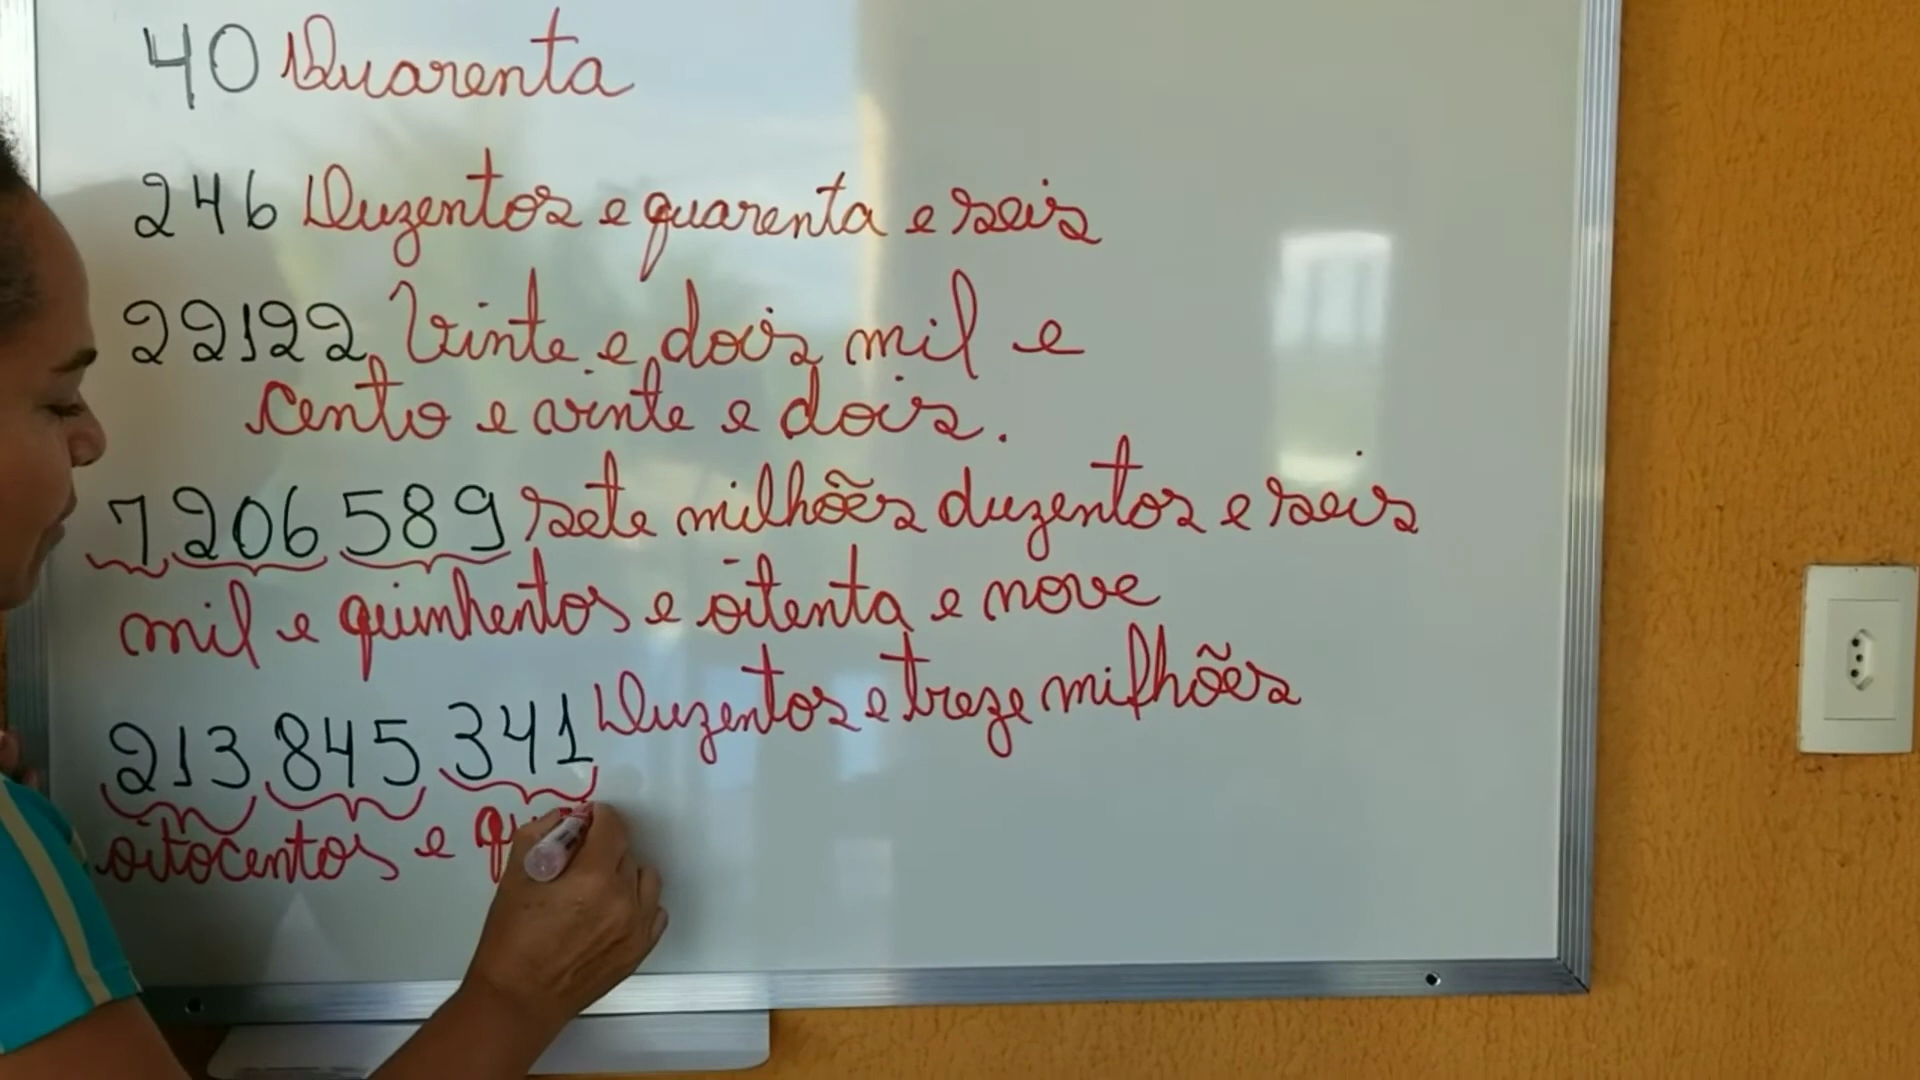 40 Quarenta
246 Duzentos e quarenta e seis
22122, Vinte e dois mil e
cento e vinte e dois.
7206589 sete milhões duzentos e seis
mil e quinhentos e oitenta e nove
213 845 341 Duzentos e treze milhões
oitocentos e